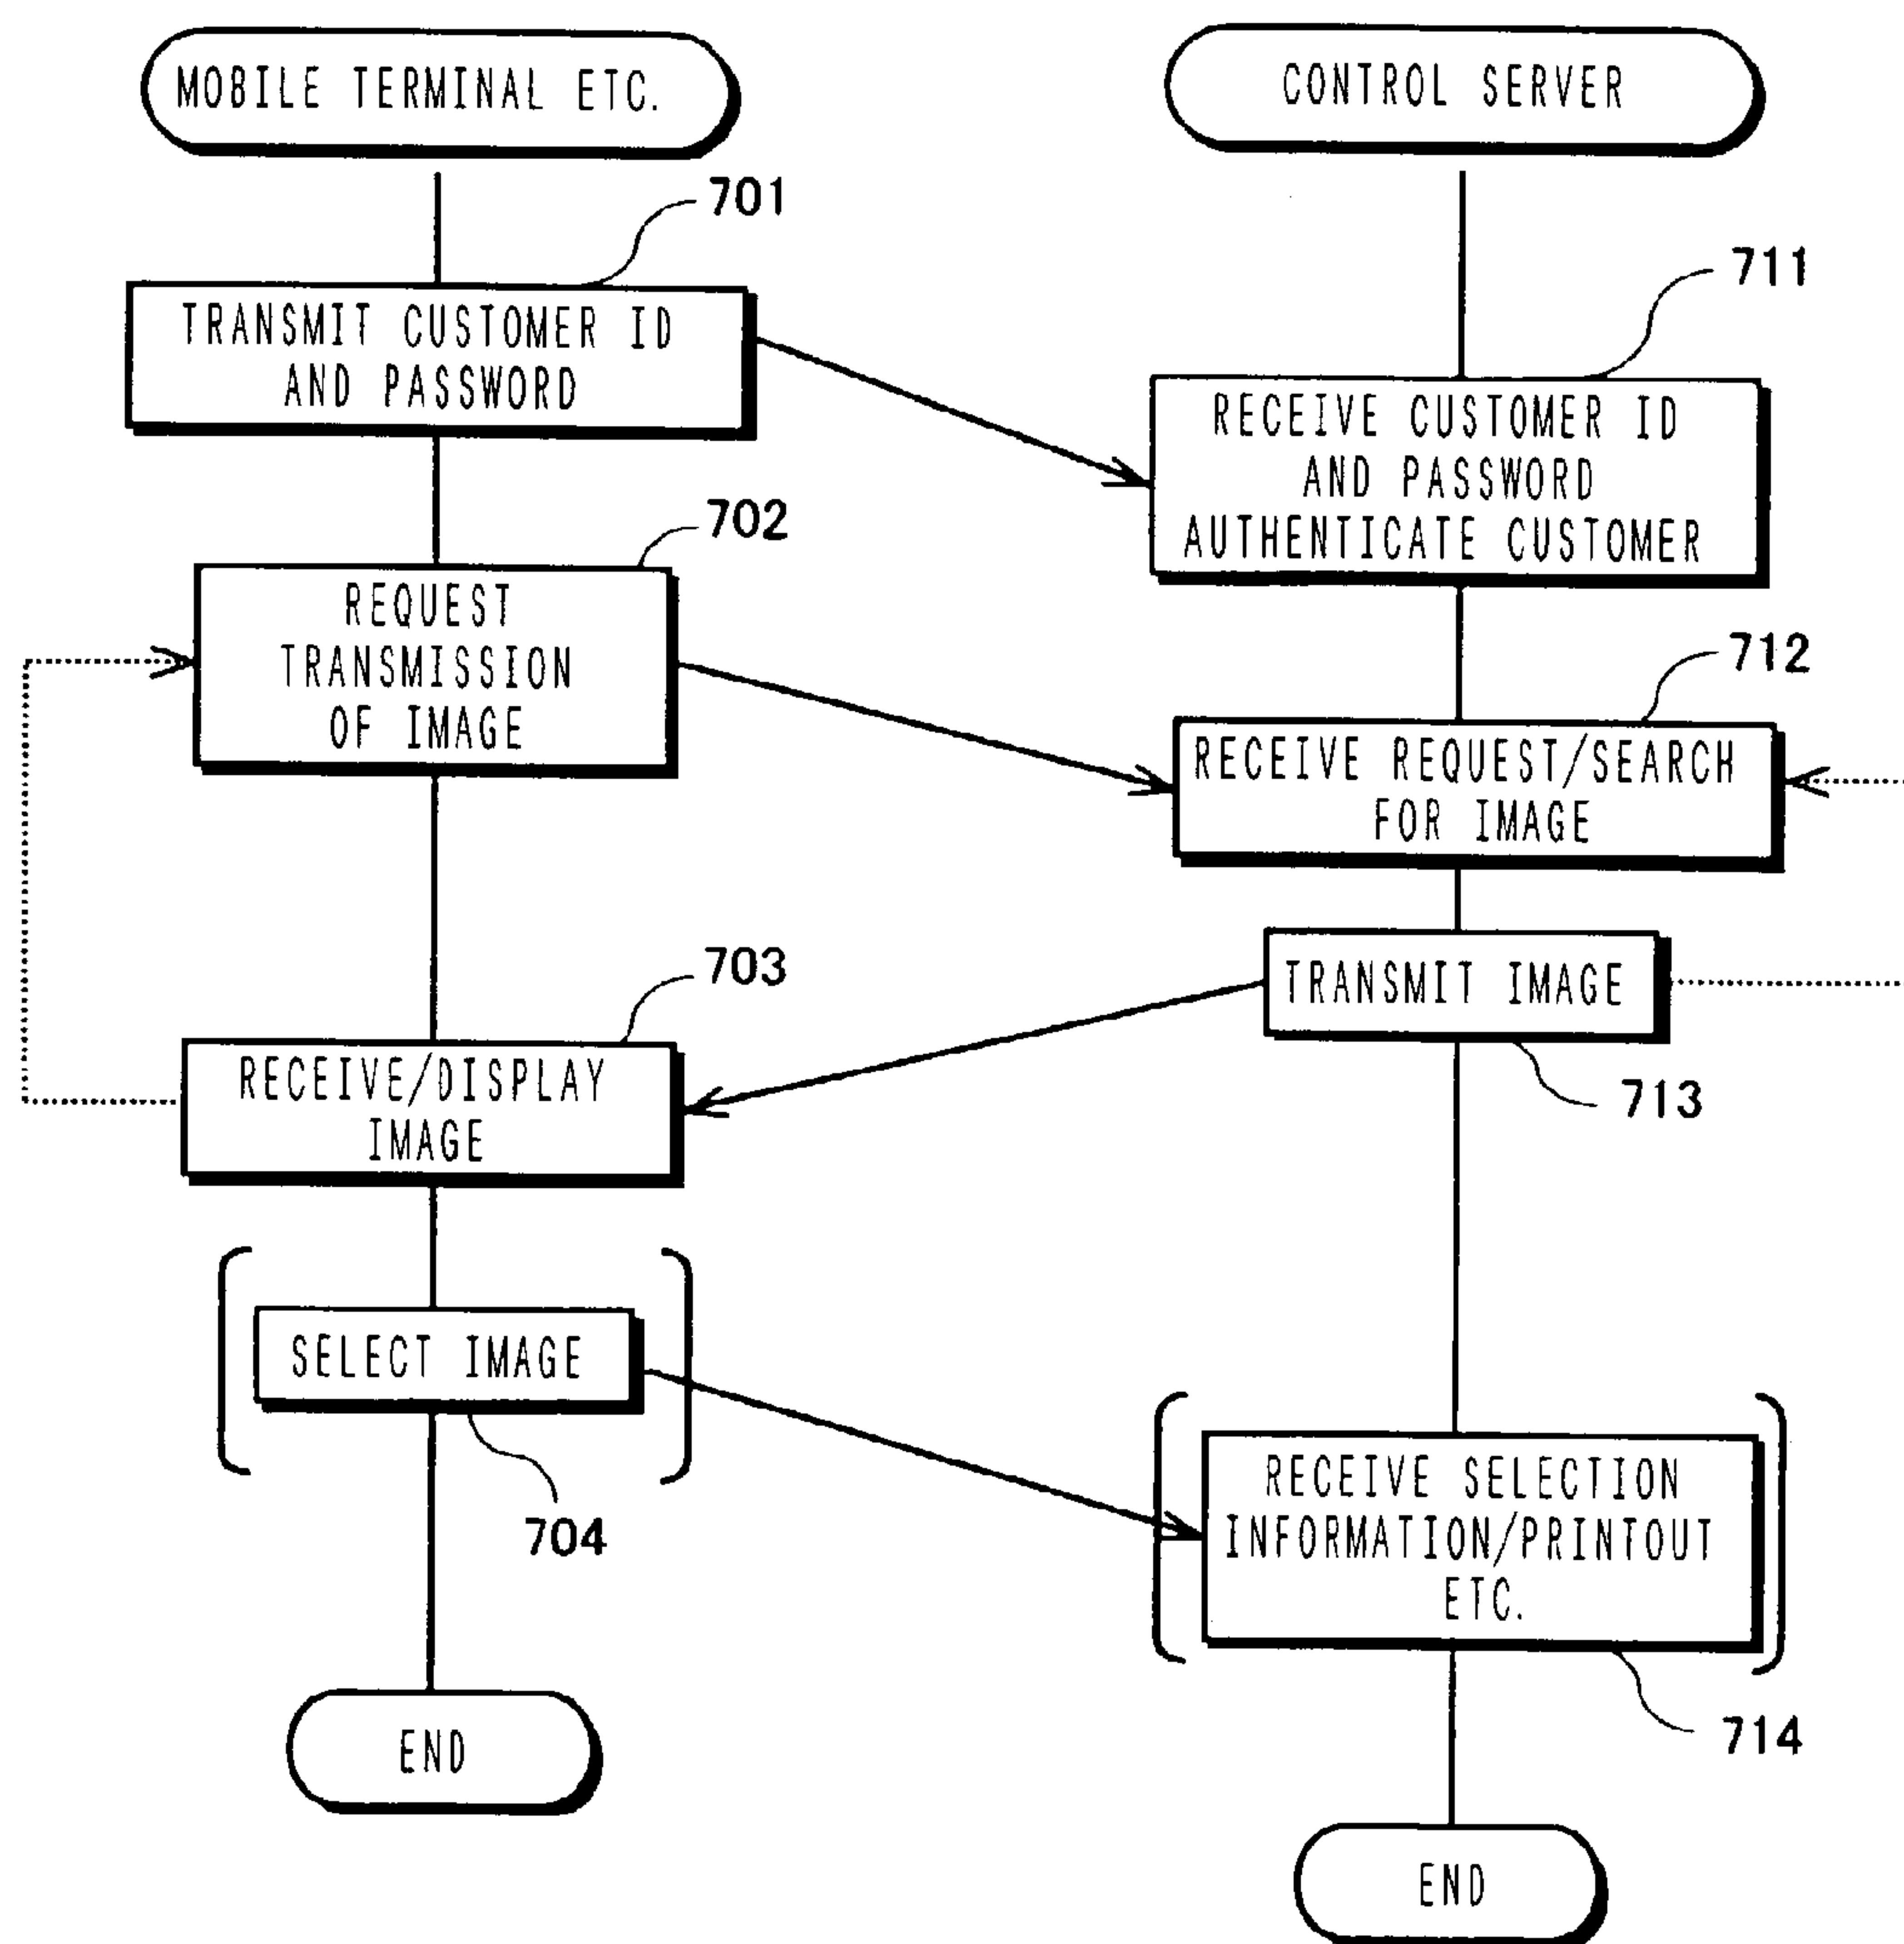 MOBILE TERMINAL ETC.
CONTROL SERVER
701
TRANSMIT CUSTOMER ID
AND PASSWORD
711
RECEIVE CUSTOMER ID
AND PASSWORD
AUTHENTICATE CUSTOMER
702
REQUEST
TRANSMISSION
OF IMAGE
712
RECEIVE REQUEST/SEARCH
FOR IMAGE
703
TRANSMIT IMAGE
713
RECEIVE/DISPLAY
IMAGE
SELECT IMAGE
704
RECEIVE SELECTION
INFORMATION/PRINTOUT
ETC.
714
END
END